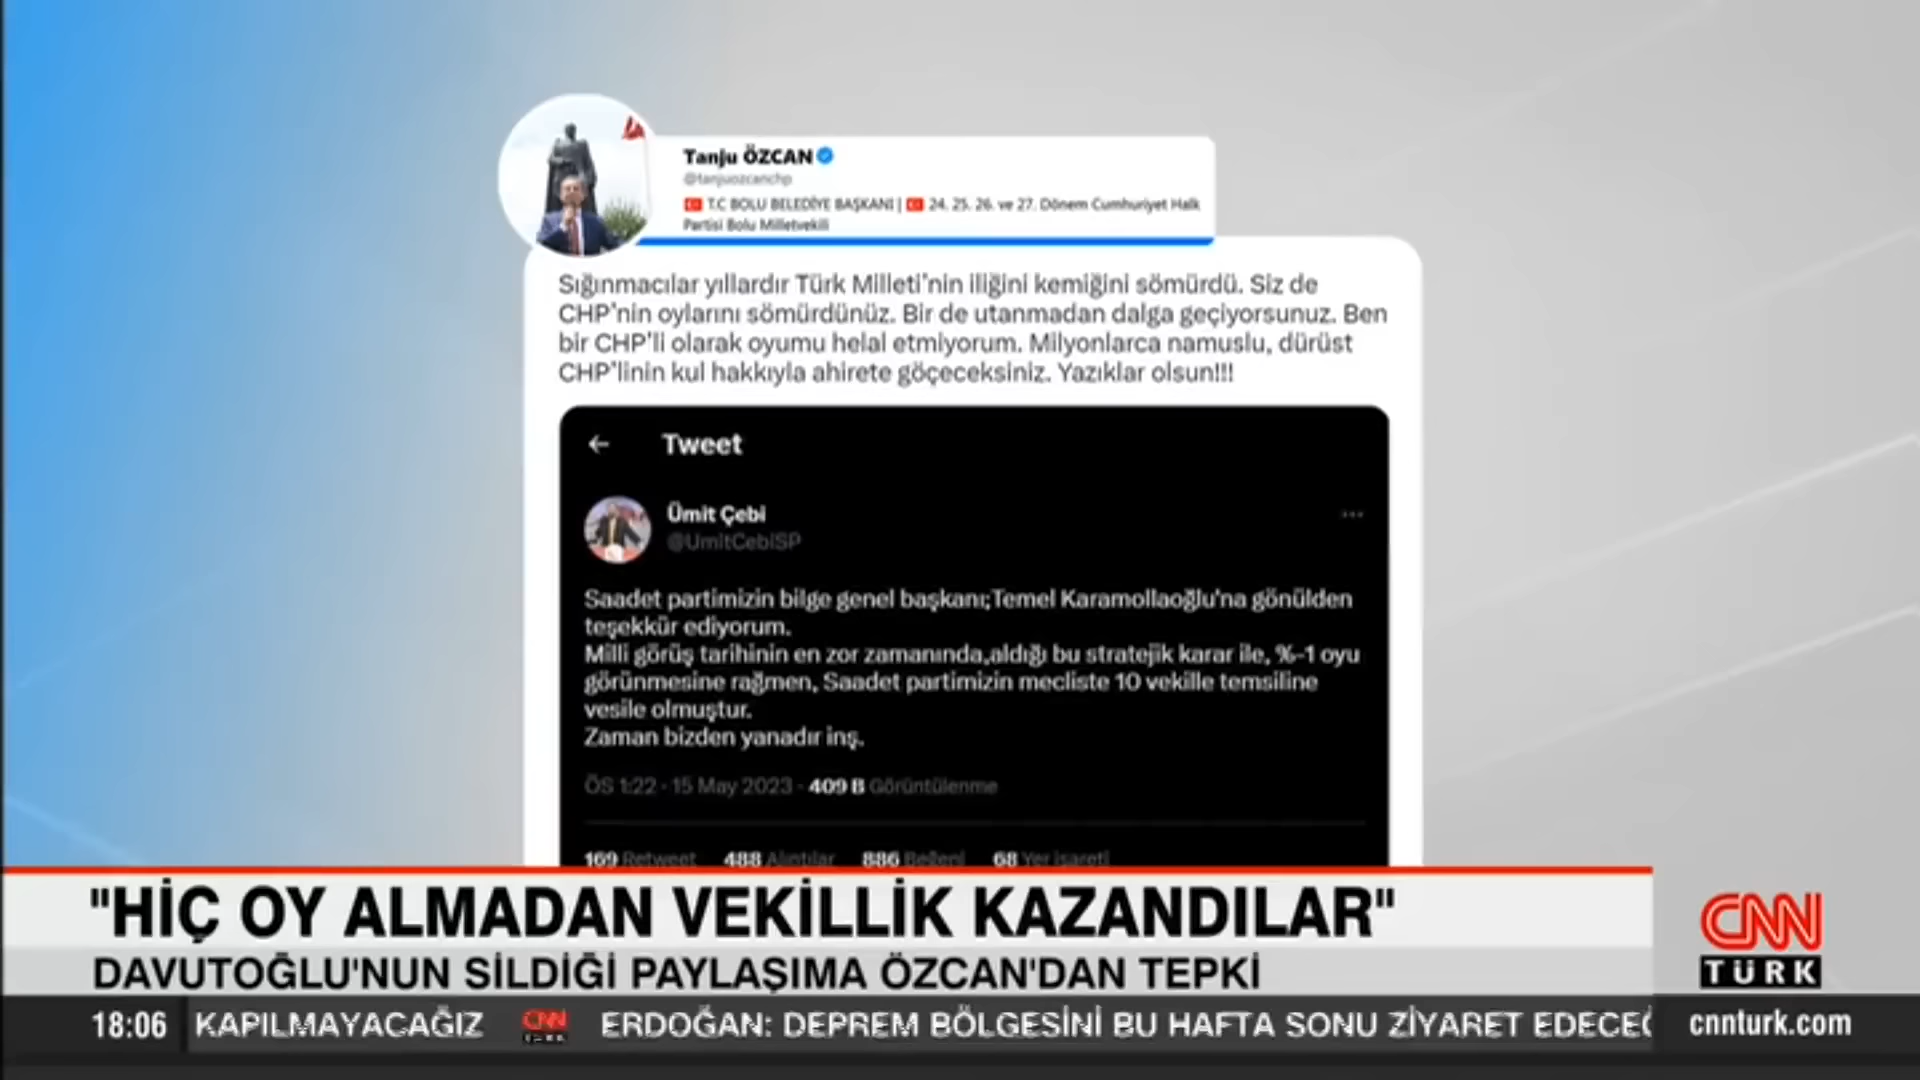 Tanju ÖZCAN
@tanjuozcanchp
T.C BOLU BELEDİYE BAŞKANI | 24. 25. 26. ve 27. Dönem Cumhuriyet Halk
Partisi Bolu Milletvekili
Sığınmacılar yıllardır Türk Milleti'nin iliğini kemiğini sömürdü. Siz de
CHP'nin oylarını sömürdünüz. Bir de utanmadan dalga geçiyorsunuz. Ben
bir CHP'li olarak oyumu helal etmiyorum. Milyonlarca namuslu, dürüst
CHP'linin kul hakkıyla ahirete göçeceksiniz. Yazıklar olsun!!!
Tweet
Ümit Çebi
@UmitCebiSP
Saadet partimizin bilge genel başkanı;Temel Karamollaoğlu'na gönülden
teşekkür ediyorum.
Milli görüş tarihinin en zor zamanında,aldığı bu stratejik karar ile, %-1 oyu
görünmesine rağmen, Saadet partimizin mecliste 10 vekille temsiline
vesile olmuştur.
Zaman bizden yanadır inş.
ÖS 1:22 · 15 May 2023 · 409 B Görüntülenme
169 Retweet 488 Alıntılar 886 Beğeni 68 Yer işareti
"HİÇ OY ALMADAN VEKİLLİK KAZANDILAR"
DAVUTOĞLU'NUN SİLDİĞİ PAYLAŞIMA ÖZCAN'DAN TEPKİ
CNN
TÜRK
18:06 KAPILMAYACAĞIZ CNN TÜRK ERDOĞAN: DEPREM BÖLGESİNİ BU HAFTA SONU ZİYARET EDECEĞ
cnnturk.com